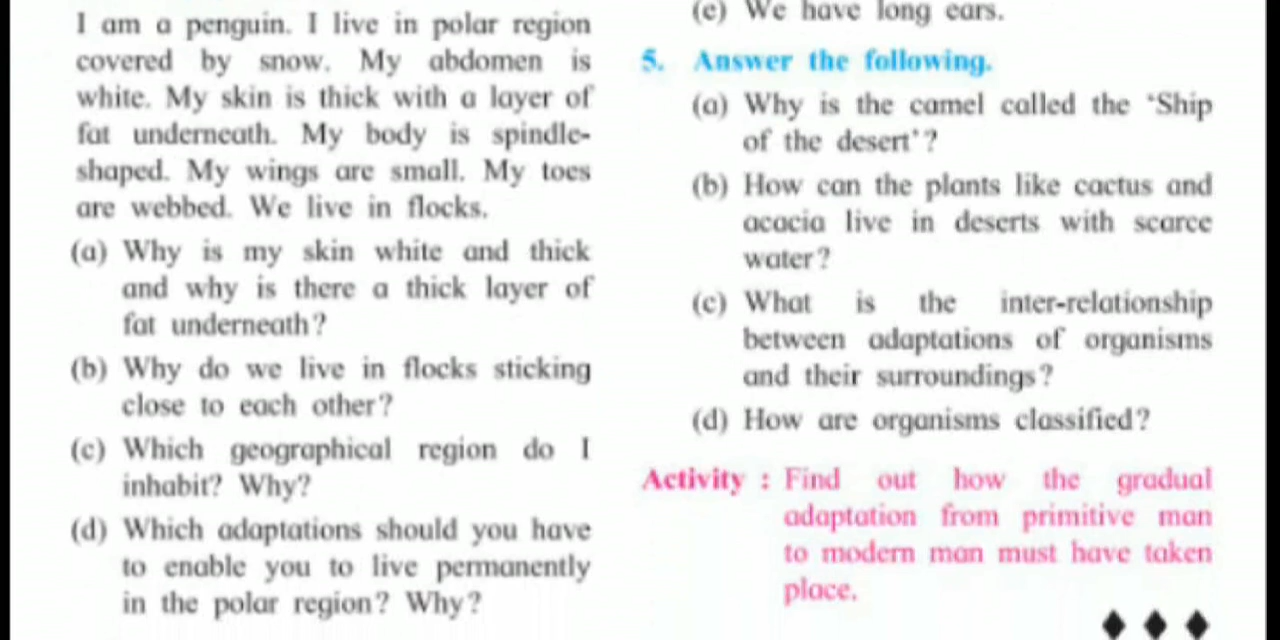 I am a penguin. I live in polar region
covered by snow. My abdomen is
white. My skin is thick with a layer of
fat underneath. My body is spindle-
shaped. My wings are small. My toes
are webbed. We live in flocks.
(a) Why is my skin white and thick
and why is there a thick layer of
fat underneath?
(b) Why do we live in flocks sticking
close to each other?
(c) Which geographical region do I
inhabit? Why?
(d) Which adaptations should you have
to enable you to live permanently
in the polar region? Why?
(e) We have long ears.
5. Answer the following.
(a) Why is the camel called the ‘Ship
of the desert’?
(b) How can the plants like cactus and
acacia live in deserts with scarce
water?
(c) What is the inter-relationship
between adaptations of organisms
and their surroundings?
(d) How are organisms classified?
Activity : Find out how the gradual
adaptation from primitive man
to modern man must have taken
place.